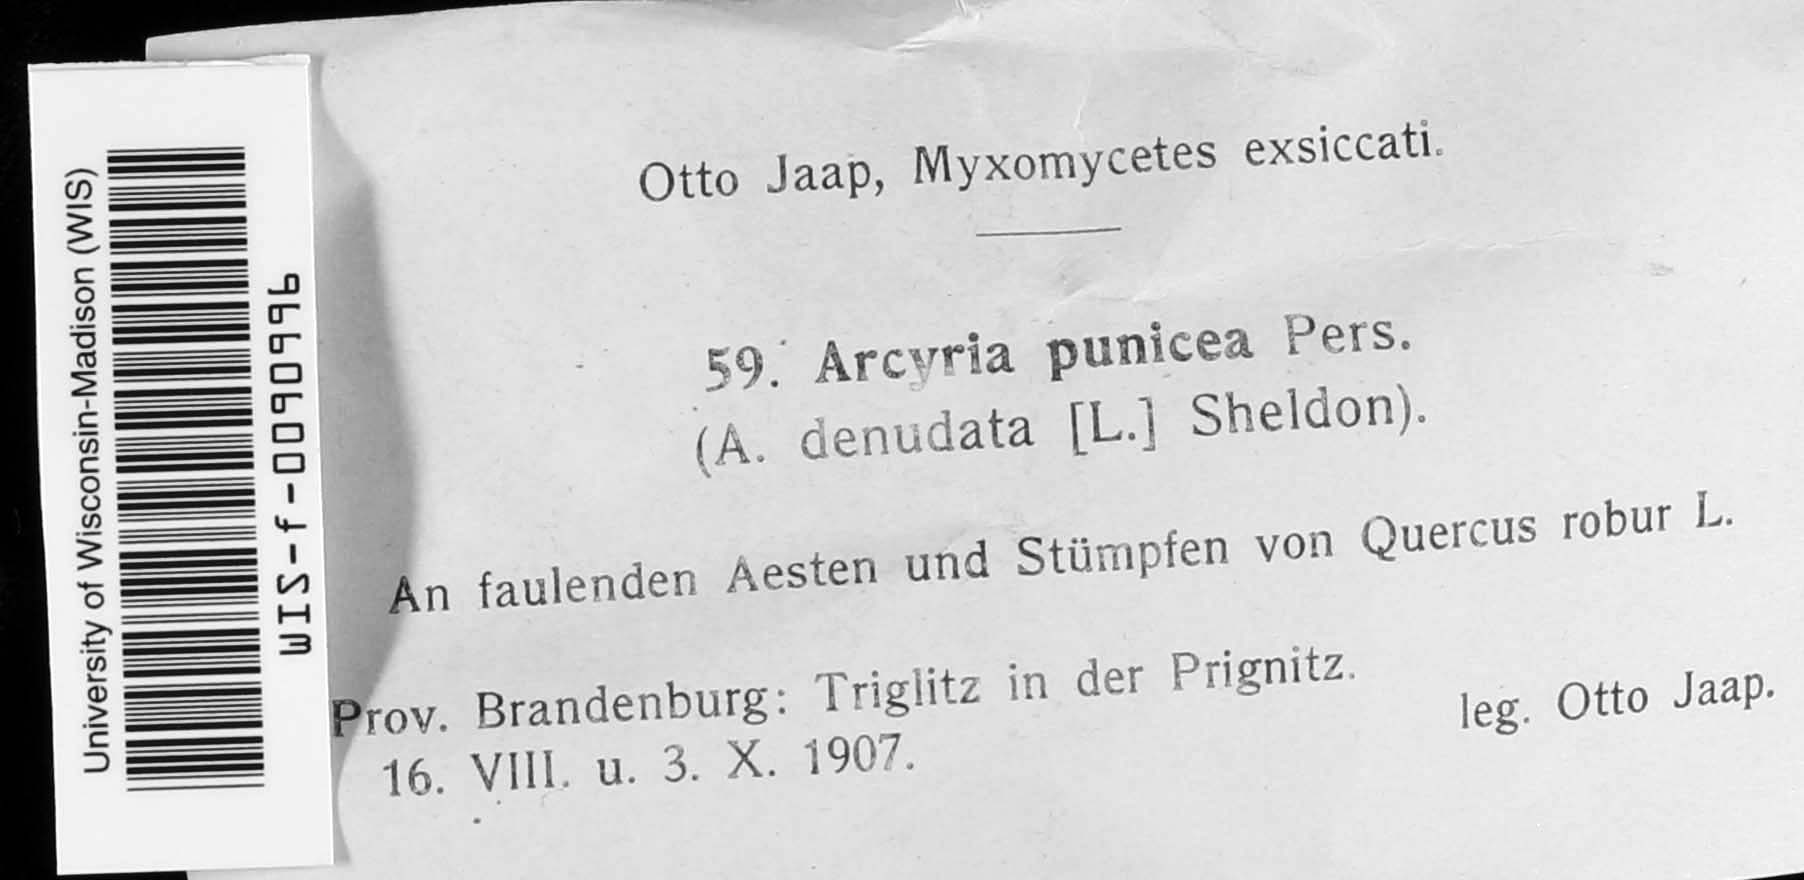 University of Wisconsin-Madison (WIS)
WIS-f-0090996
Otto Jaap, Myxomycetes exsiccati.
59. Arcyria punicea Pers.
(A. denudata [L.] Sheldon).
An faulenden Aesten und Stümpfen von Quercus robur L.
Prov. Brandenburg: Triglitz in der Prignitz.
16. VIII. u. 3. X. 1907.
leg. Otto Jaap.